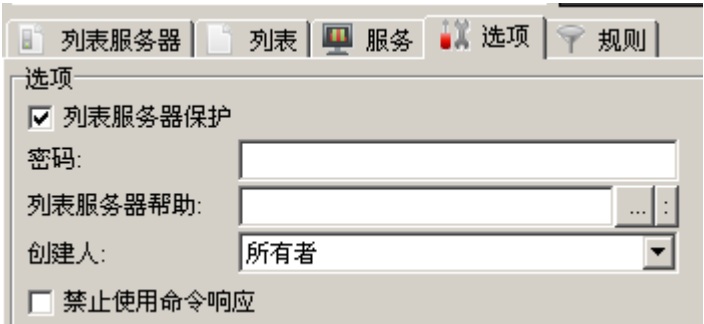 列表服务器 列表 服务 选项 规则
选项
列表服务器保护
密码:
列表服务器帮助: ... :
创建人: 所有者
禁止使用命令响应